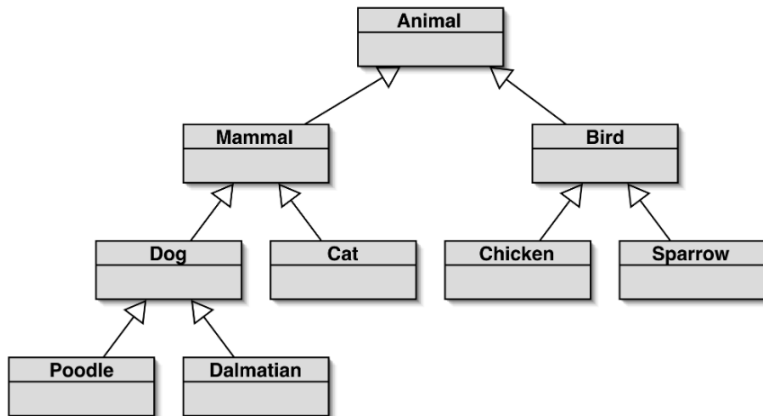 Animal
Mammal
Bird
Dog
Cat
Chicken
Sparrow
Poodle
Dalmatian